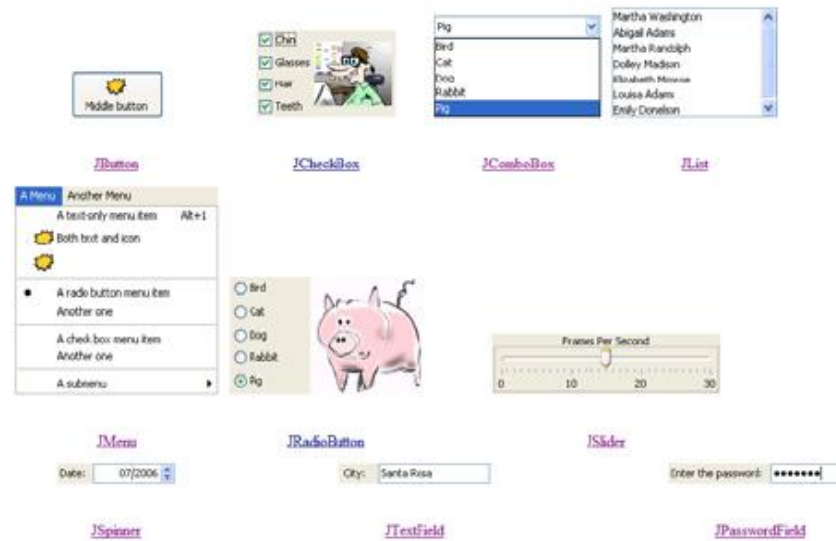 Middle button
Chin
Glasses
Hair
Teeth
Pig
Bird
Cat
Dog
Rabbit
Pig
Martha Washington
Abigail Adams
Martha Randolph
Dolley Madison
Elizabeth Monroe
Louisa Adams
Emily Donelson
JButton
JCheckBox
JComboBox
JList
A Menu Another Menu
A text-only menu item Alt+1
Both text and icon
A radio button menu item
Another one
A check box menu item
Another one
A submenu
Bird
Cat
Dog
Rabbit
Pig
Frames Per Second
0 10 20 30
JMenu
JRadioButton
JSlider
Date: 07/2006
City: Santa Rosa
Enter the password:
JSpinner
JTextField
JPasswordField